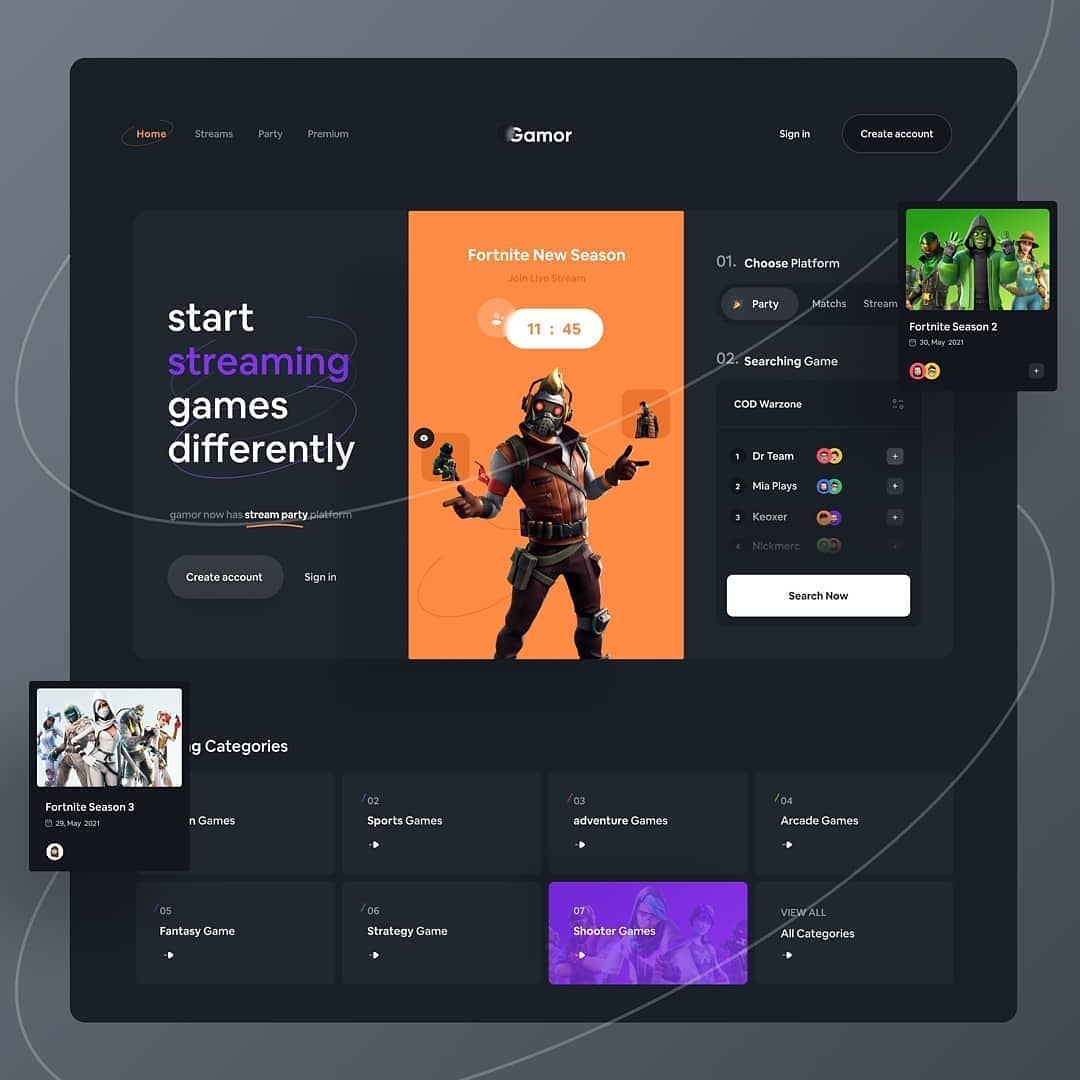 Home
Streams
Party
Premium
Gamor
Sign in
Create account
start
streaming
games
differently
gamor now has stream party platform
Create account
Sign in
Fortnite New Season
Join Live Stream
11 : 45
01. Choose Platform
Party
Matchs
Stream
02. Searching Game
COD Warzone
1 Dr Team +
2 Mia Plays +
3 Keoxer +
4 Nickmerc +
Search Now
Fortnite Season 2
30, May 2021
+
Fortnite Season 3
29, May 2021
g Categories
n Games
/02
Sports Games
/03
adventure Games
/04
Arcade Games
/05
Fantasy Game
/06
Strategy Game
07
Shooter Games
VIEW ALL
All Categories